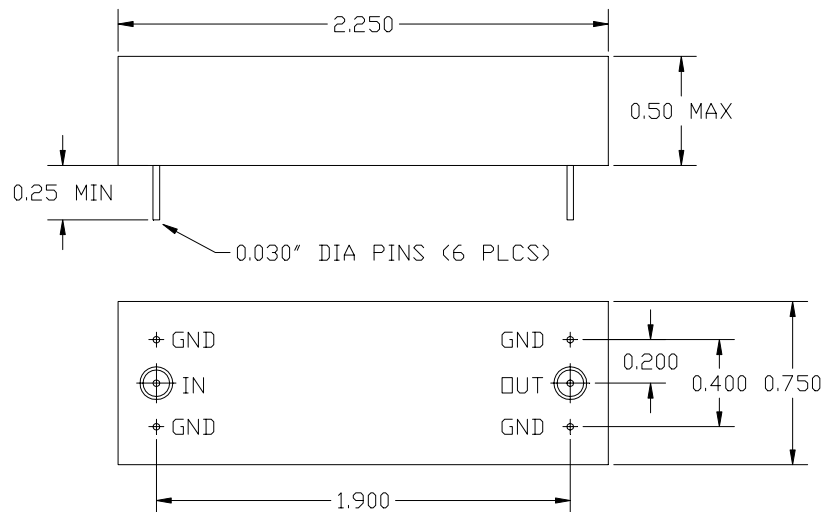 2.250
0.50 MAX
0.25 MIN
0.030" DIA PINS (6 PLCS)
GND
GND
0.200
IN
OUT
0.400
0.750
GND
GND
1.900